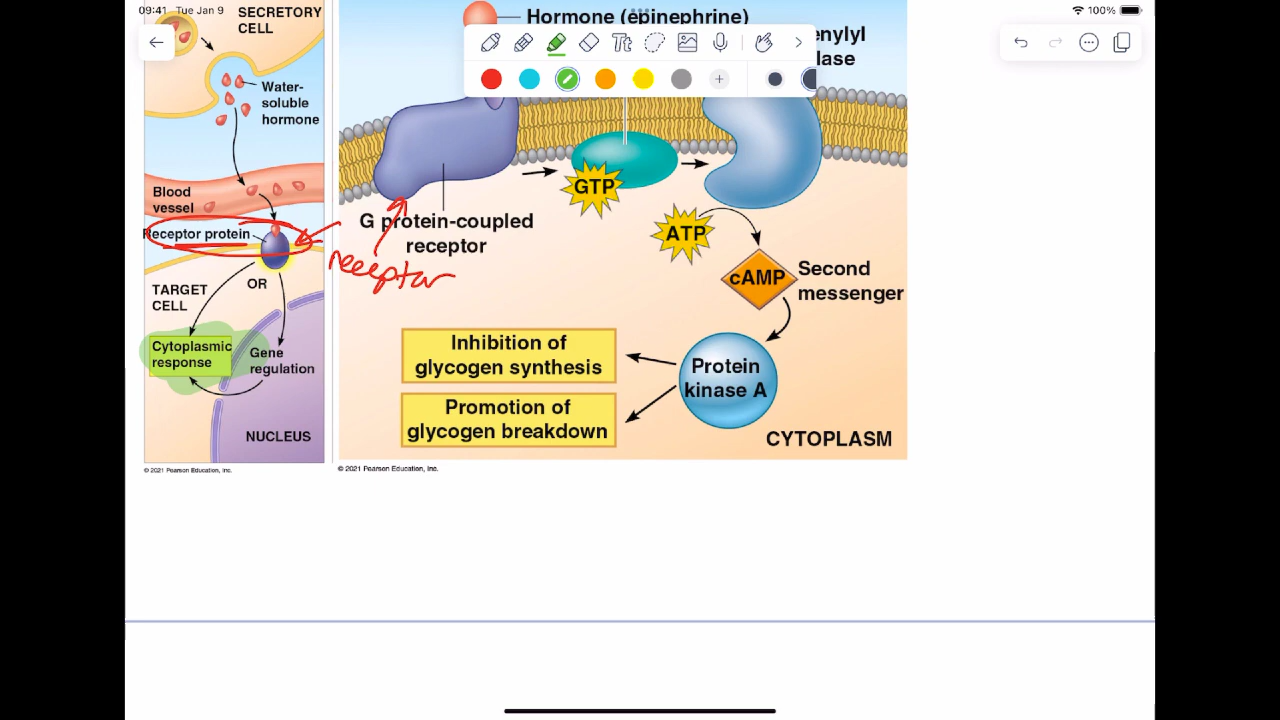 09:41 Tue Jan 9
100%
SECRETORY
CELL
Water-
soluble
hormone
Blood
vessel
Receptor protein
OR
TARGET
CELL
Cytoplasmic
response
Gene
regulation
NUCLEUS
© 2021 Pearson Education, Inc.
Hormone (epinephrine)
Tt
enylyl
lase
GTP
G protein-coupled
receptor
receptor
ATP
cAMP
Second
messenger
Inhibition of
glycogen synthesis
Protein
kinase A
Promotion of
glycogen breakdown
CYTOPLASM
© 2021 Pearson Education, Inc.